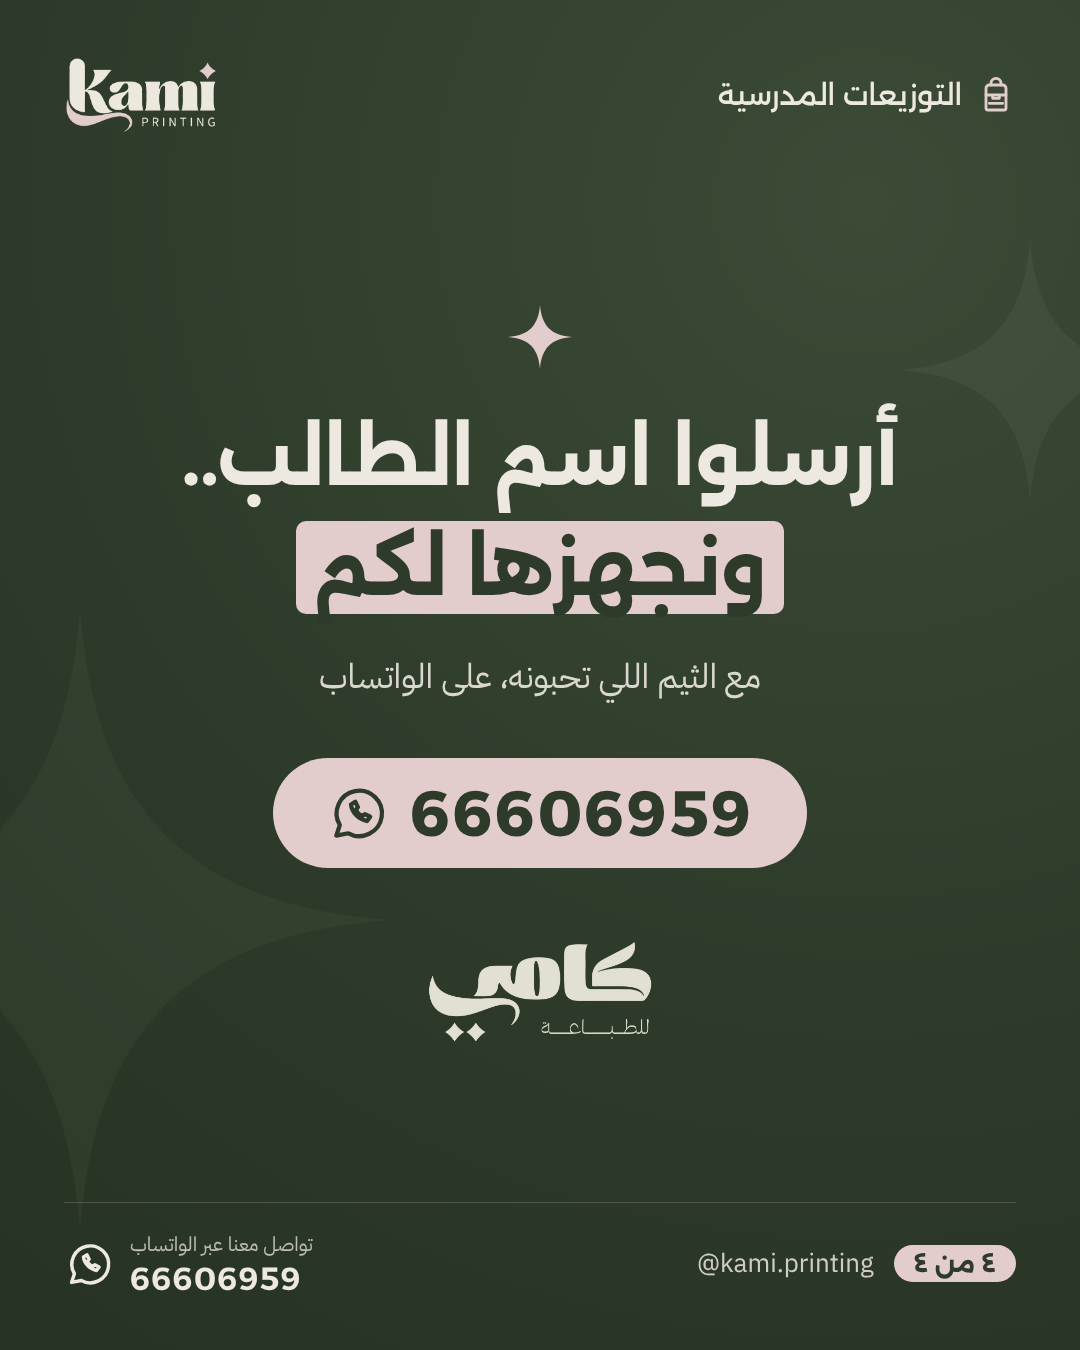 Kami
PRINTING
التوزيعات المدرسية
أرسلوا اسم الطالب..
ونجهزها لكم
مع الثيم اللي تحبونه، على الواتساب
66606959
كامي
للطبـاعـة
تواصل معنا عبر الواتساب
66606959
@kami.printing
٤ من ٤